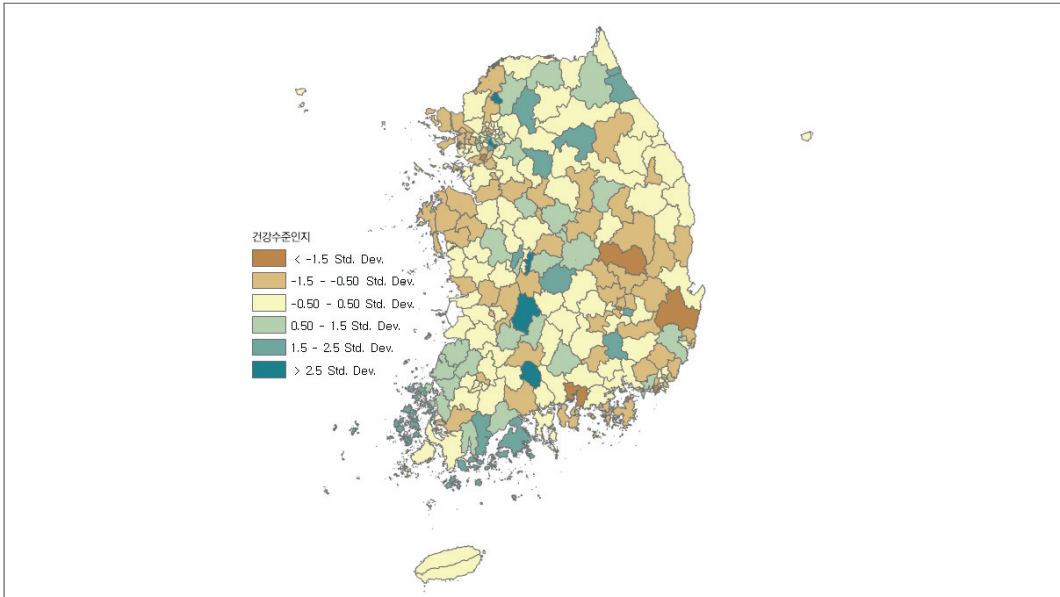 건강수준인지
< -1.5 Std. Dev.
-1.5 - -0.50 Std. Dev.
-0.50 - 0.50 Std. Dev.
0.50 - 1.5 Std. Dev.
1.5 - 2.5 Std. Dev.
> 2.5 Std. Dev.